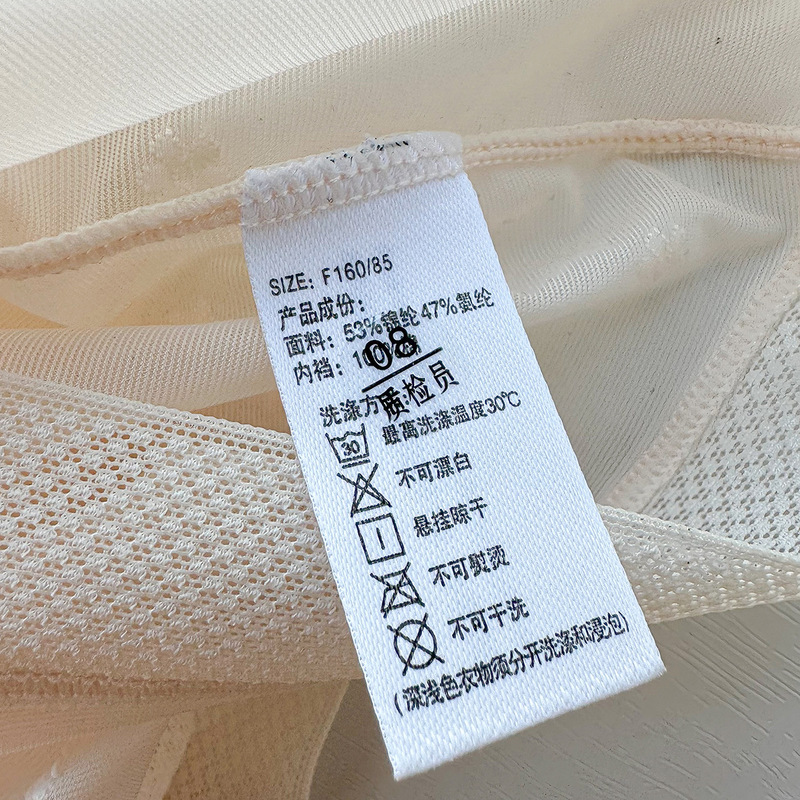 SIZE: F160/85
产品成份：
面料：53%锦纶 47%氨纶
内裆：
08
质检员
洗涤方
最高洗涤温度30℃
30
不可漂白
悬挂晾干
不可熨烫
不可干洗
(深浅色衣物须分开洗涤和浸泡)